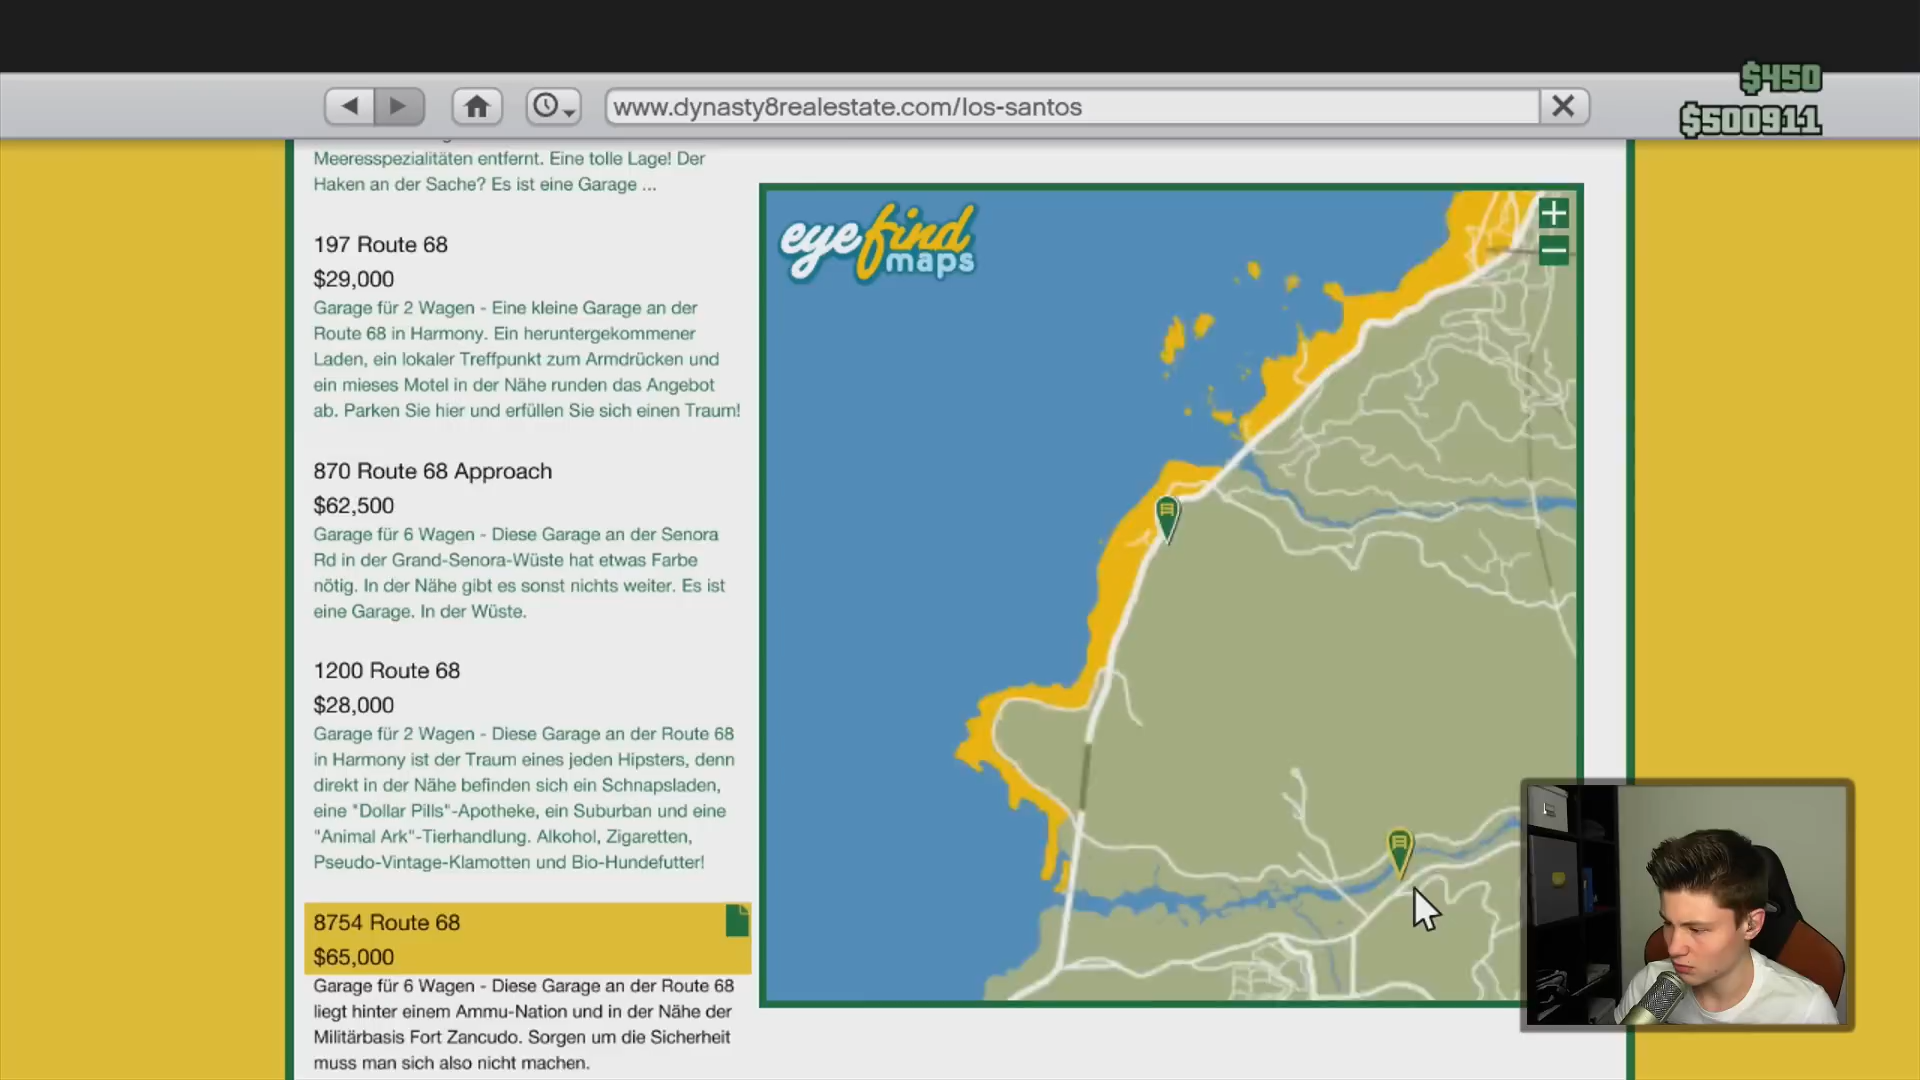 $450
$500911
www.dynasty8realestate.com/los-santos
Meeresspezialitäten entfernt. Eine tolle Lage! Der
Haken an der Sache? Es ist eine Garage ...
197 Route 68
$29,000
Garage für 2 Wagen - Eine kleine Garage an der
Route 68 in Harmony. Ein heruntergekommener
Laden, ein lokaler Treffpunkt zum Armdrücken und
ein mieses Motel in der Nähe runden das Angebot
ab. Parken Sie hier und erfüllen Sie sich einen Traum!
870 Route 68 Approach
$62,500
Garage für 6 Wagen - Diese Garage an der Senora
Rd in der Grand-Senora-Wüste hat etwas Farbe
nötig. In der Nähe gibt es sonst nichts weiter. Es ist
eine Garage. In der Wüste.
1200 Route 68
$28,000
Garage für 2 Wagen - Diese Garage an der Route 68
in Harmony ist der Traum eines jeden Hipsters, denn
direkt in der Nähe befinden sich ein Schnapsladen,
eine "Dollar Pills"-Apotheke, ein Suburban und eine
"Animal Ark"-Tierhandlung. Alkohol, Zigaretten,
Pseudo-Vintage-Klamotten und Bio-Hundefutter!
8754 Route 68
$65,000
Garage für 6 Wagen - Diese Garage an der Route 68
liegt hinter einem Ammu-Nation und in der Nähe der
Militärbasis Fort Zancudo. Sorgen um die Sicherheit
muss man sich also nicht machen.
eyefind
maps